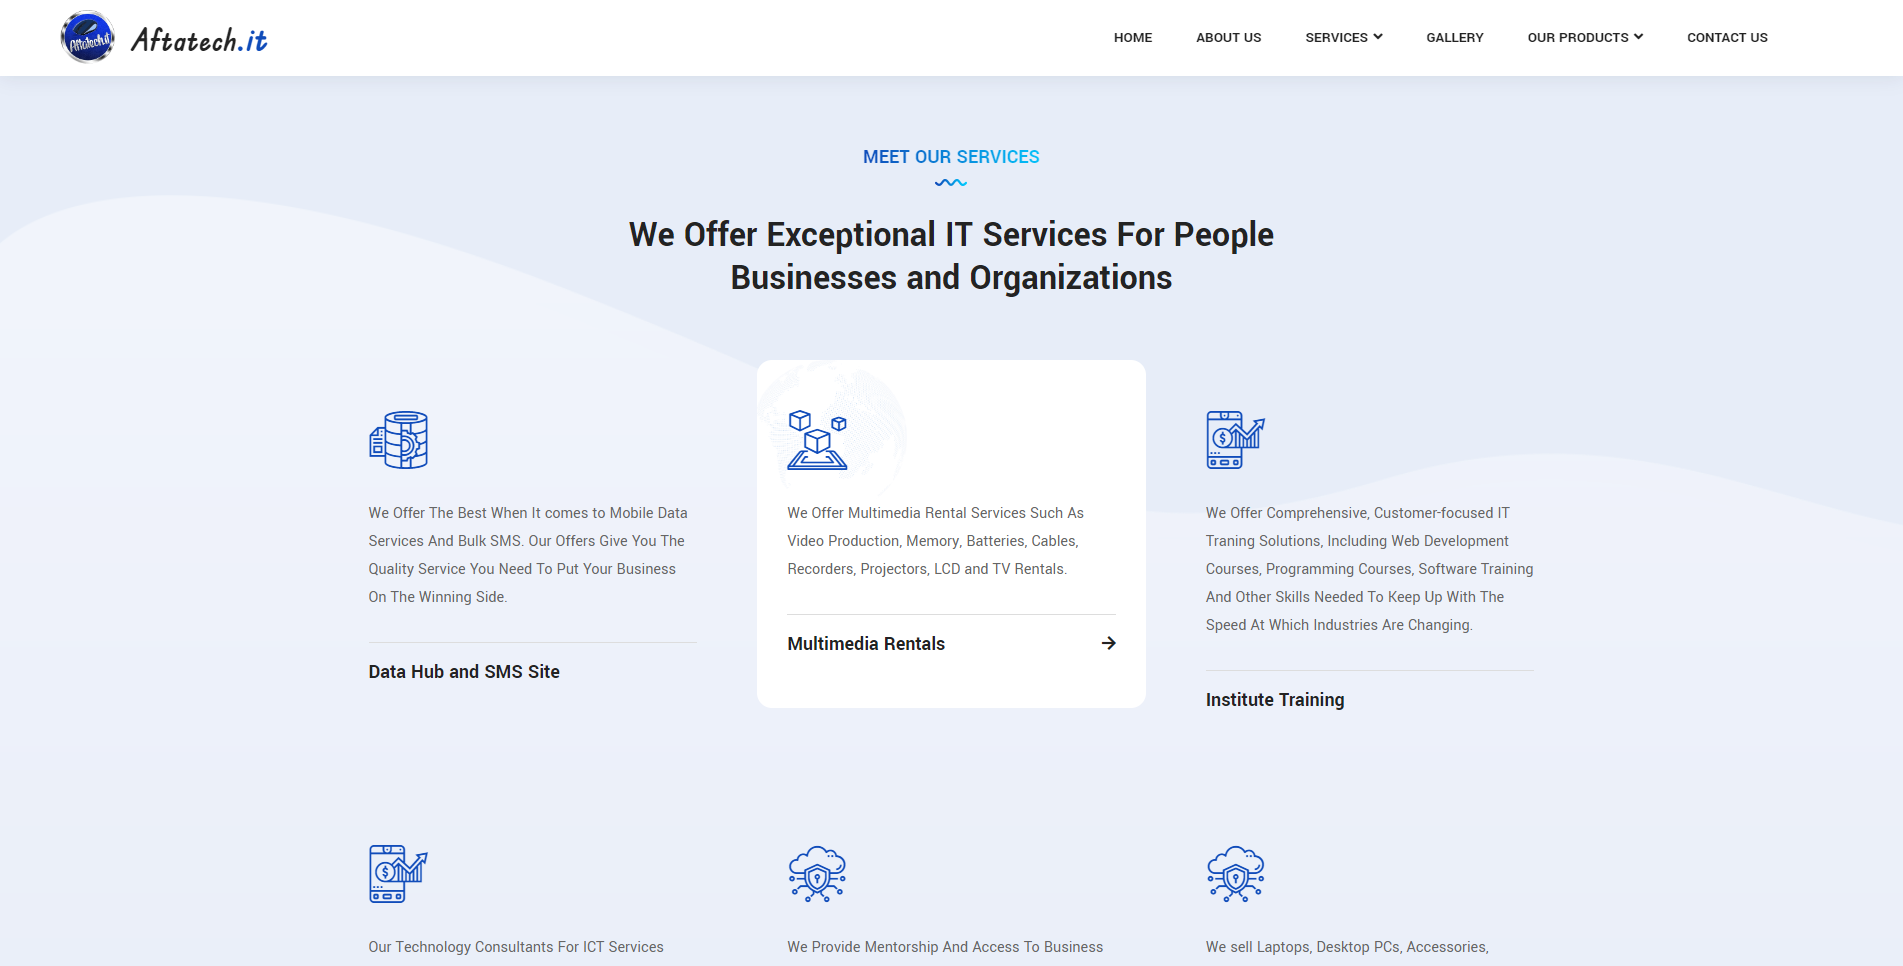 Aftatech.it
Aftatech.it
HOME
ABOUT US
SERVICES
GALLERY
OUR PRODUCTS
CONTACT US
MEET OUR SERVICES
We Offer Exceptional IT Services For People
Businesses and Organizations
We Offer The Best When It comes to Mobile Data
Services And Bulk SMS. Our Offers Give You The
Quality Service You Need To Put Your Business
On The Winning Side.
Data Hub and SMS Site
We Offer Multimedia Rental Services Such As
Video Production, Memory, Batteries, Cables,
Recorders, Projectors, LCD and TV Rentals.
Multimedia Rentals
We Offer Comprehensive, Customer-focused IT
Traning Solutions, Including Web Development
Courses, Programming Courses, Software Training
And Other Skills Needed To Keep Up With The
Speed At Which Industries Are Changing.
Institute Training
Our Technology Consultants For ICT Services
We Provide Mentorship And Access To Business
We sell Laptops, Desktop PCs, Accessories,